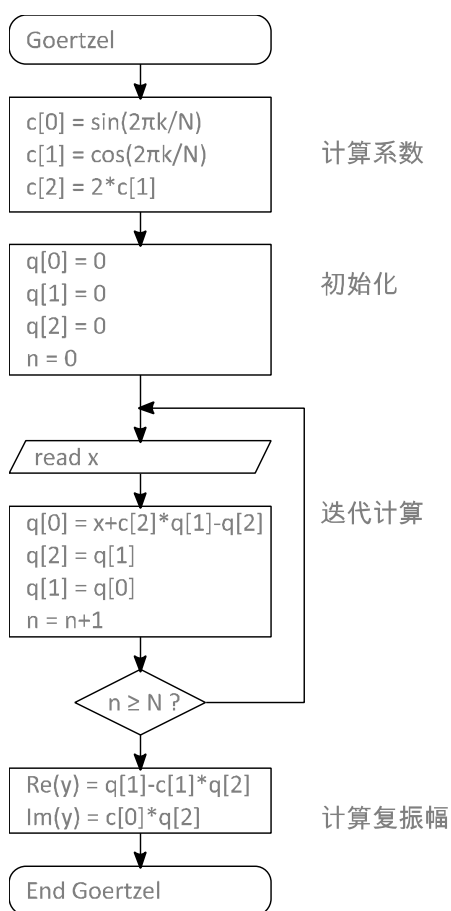 Goertzel
c[0] = sin(2πk/N)
c[1] = cos(2πk/N)
c[2] = 2*c[1]
计算系数
q[0] = 0
q[1] = 0
q[2] = 0
n = 0
初始化
read x
q[0] = x+c[2]*q[1]-q[2]
q[2] = q[1]
q[1] = q[0]
n = n+1
迭代计算
n ≥ N ?
Re(y) = q[1]-c[1]*q[2]
Im(y) = c[0]*q[2]
计算复振幅
End Goertzel